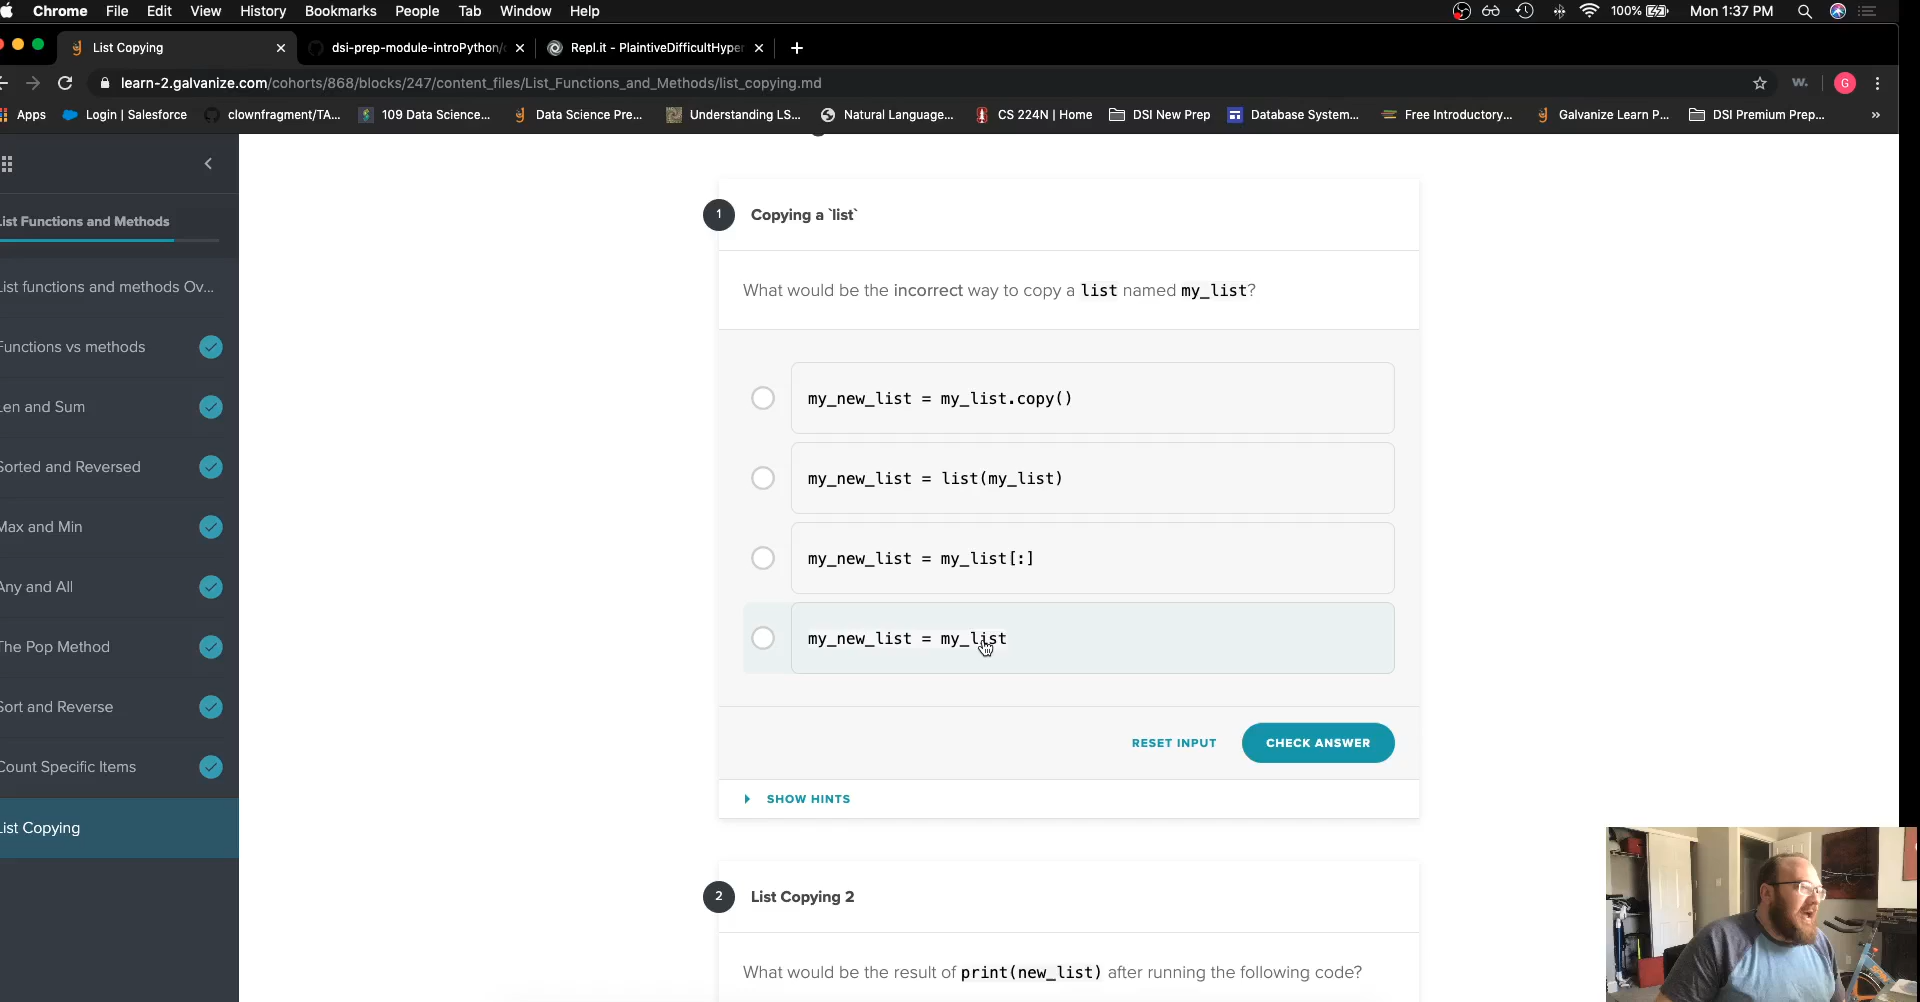 Chrome File Edit View History Bookmarks People Tab Window Help 100% Mon 1:37 PM
List Copying dsi-prep-module-introPython/ Repl.it - PlaintiveDifficultHyper
learn-2.galvanize.com/cohorts/868/blocks/247/content_files/List_Functions_and_Methods/list_copying.md W. G
Apps Login | Salesforce clownfragment/TA... 109 Data Science... Data Science Pre... Understanding LS... Natural Language... CS 224N | Home DSI New Prep Database System... Free Introductory... Galvanize Learn P... DSI Premium Prep... »
ist Functions and Methods
ist functions and methods Ov...
unctions vs methods
en and Sum
orted and Reversed
Max and Min
Any and All
The Pop Method
ort and Reverse
ount Specific Items
ist Copying
1 Copying a `list`
What would be the incorrect way to copy a list named my_list?
my_new_list = my_list.copy()
my_new_list = list(my_list)
my_new_list = my_list[:]
my_new_list = my_list
RESET INPUT CHECK ANSWER
SHOW HINTS
2 List Copying 2
What would be the result of print(new_list) after running the following code?